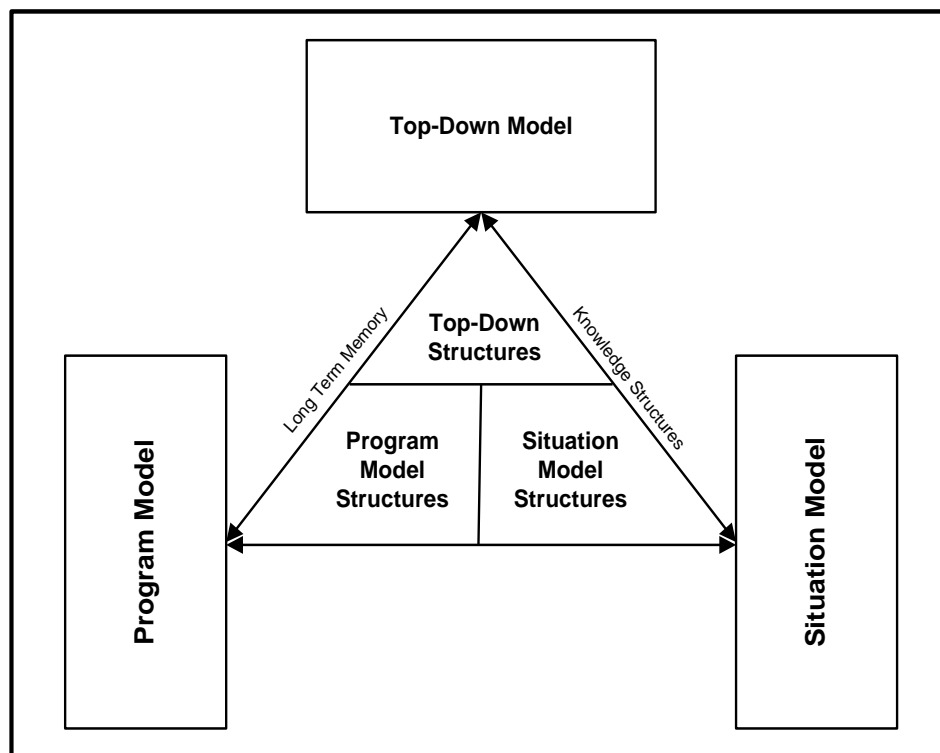 Top-Down Model
Long Term Memory
Knowledge Structures
Top-Down
Structures
Program
Model
Structures
Situation
Model
Structures
Program Model
Situation Model